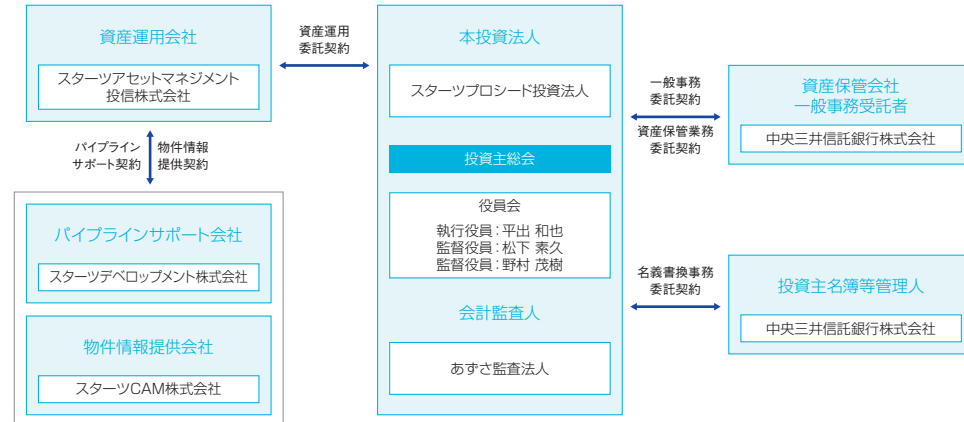 資産運用会社
スターツアセットマネジメント
投信株式会社
資産運用
委託契約
パイプライン
サポート契約
物件情報
提供契約
パイプラインサポート会社
スターツデベロップメント株式会社
物件情報提供会社
スターツCAM株式会社
本投資法人
スターツプロシード投資法人
投資主総会
役員会
執行役員：平出 和也
監督役員：松下 素久
監督役員：野村 茂樹
会計監査人
あずさ監査法人
一般事務
委託契約
資産保管業務
委託契約
資産保管会社
一般事務受託者
中央三井信託銀行株式会社
名義書換事務
委託契約
投資主名簿等管理人
中央三井信託銀行株式会社